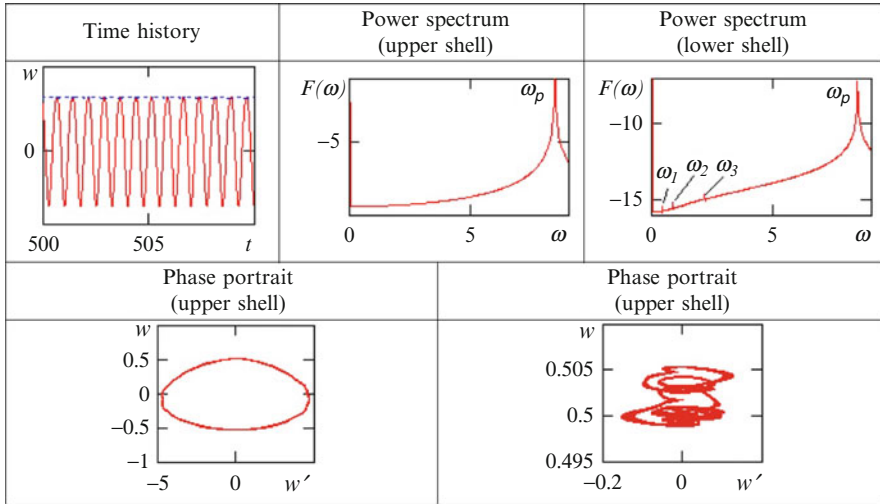 Time history
Power spectrum
(upper shell)
Power spectrum
(lower shell)
w
0
500
505
t
F(ω)
ωp
−5
0
5
ω
F(ω)
ωp
−10
−15
ω1
ω2
ω3
0
5
ω
Phase portrait
(upper shell)
Phase portrait
(upper shell)
w
0.5
0
−0.5
−1
−5
0
w′
w
0.505
0.5
0.495
−0.2
0
w′